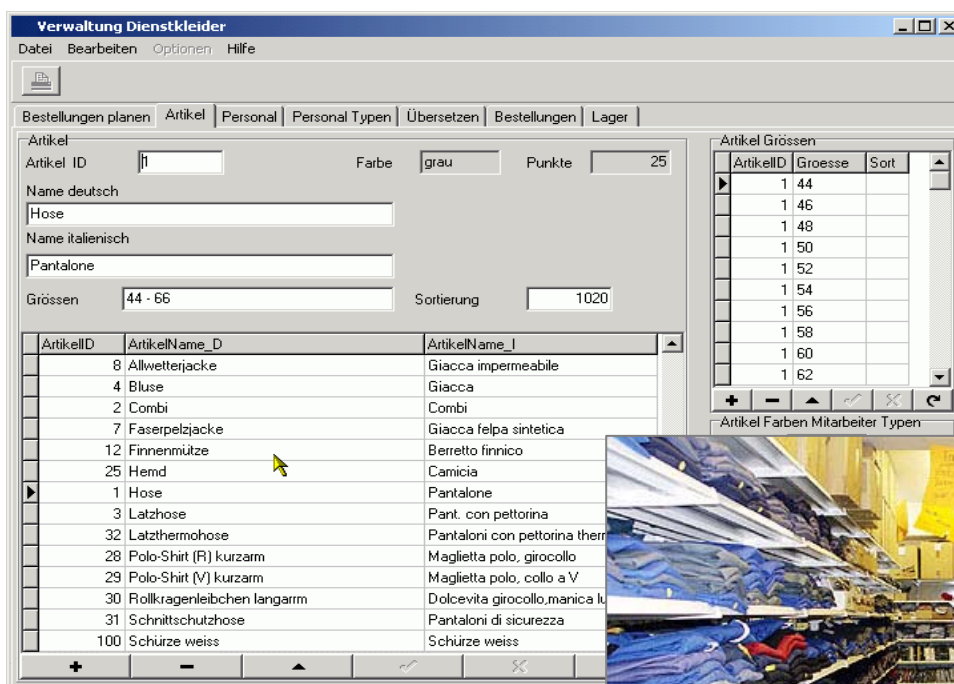 Verwaltung Dienstkleider
Datei Bearbeiten Optionen Hilfe
Bestellungen planen Artikel Personal Personal Typen Übersetzen Bestellungen Lager
Artikel
Artikel ID 1 Farbe grau Punkte 25
Name deutsch
Hose
Name italienisch
Pantalone
Grössen 44 - 66 Sortierung 1020
ArtikelID ArtikelName_D ArtikelName_I
8 Allwetterjacke Giacca impermeabile
4 Bluse Giacca
2 Combi Combi
7 Faserpelzjacke Giacca felpa sintetica
12 Finnenmütze Berretto finnico
25 Hemd Camicia
1 Hose Pantalone
3 Latzhose Pant. con pettorina
32 Latzthermohose Pantaloni con pettorina
28 Polo-Shirt (R) kurzarm Maglietta polo, girocollo
29 Polo-Shirt (V) kurzarm Maglietta polo, collo a V
30 Rollkragenleibchen langarrm Dolcevita girocollo,manica
31 Schnittschutzhose Pantaloni di sicurezza
100 Schürze weiss Schürze weiss
Artikel Grössen
ArtikelID Groesse Sort
1 44
1 46
1 48
1 50
1 52
1 54
1 56
1 58
1 60
1 62
Artikel Farben Mitarbeiter Typen